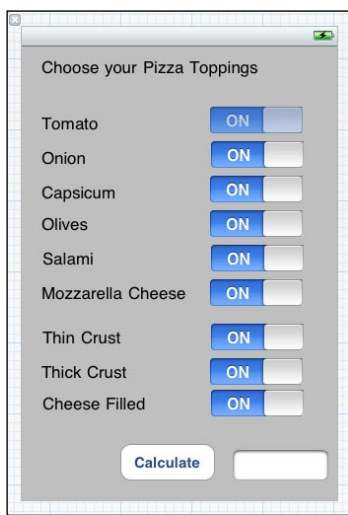 Choose your Pizza Toppings
Tomato ON
Onion ON
Capsicum ON
Olives ON
Salami ON
Mozzarella Cheese ON
Thin Crust ON
Thick Crust ON
Cheese Filled ON
Calculate